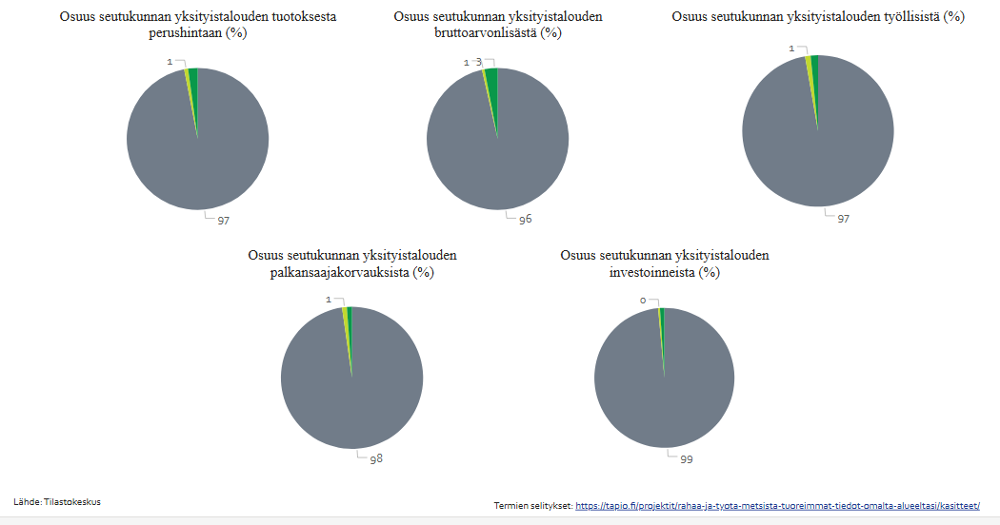 Osuus seutukunnan yksityistalouden tuotoksesta
perushintaan (%)
1
97
Osuus seutukunnan yksityistalouden
bruttoarvonlisästä (%)
1 3
96
Osuus seutukunnan yksityistalouden työllisistä (%)
1
97
Osuus seutukunnan yksityistalouden
palkansaajakorvauksista (%)
1
98
Osuus seutukunnan yksityistalouden
investoinneista (%)
0
99
Lähde: Tilastokeskus
Termien selitykset: https://tapio.fi/projektit/rahaa-ja-tyota-metsista-tuoreimmat-tiedot-omalta-alueeltasi/kasitteet/